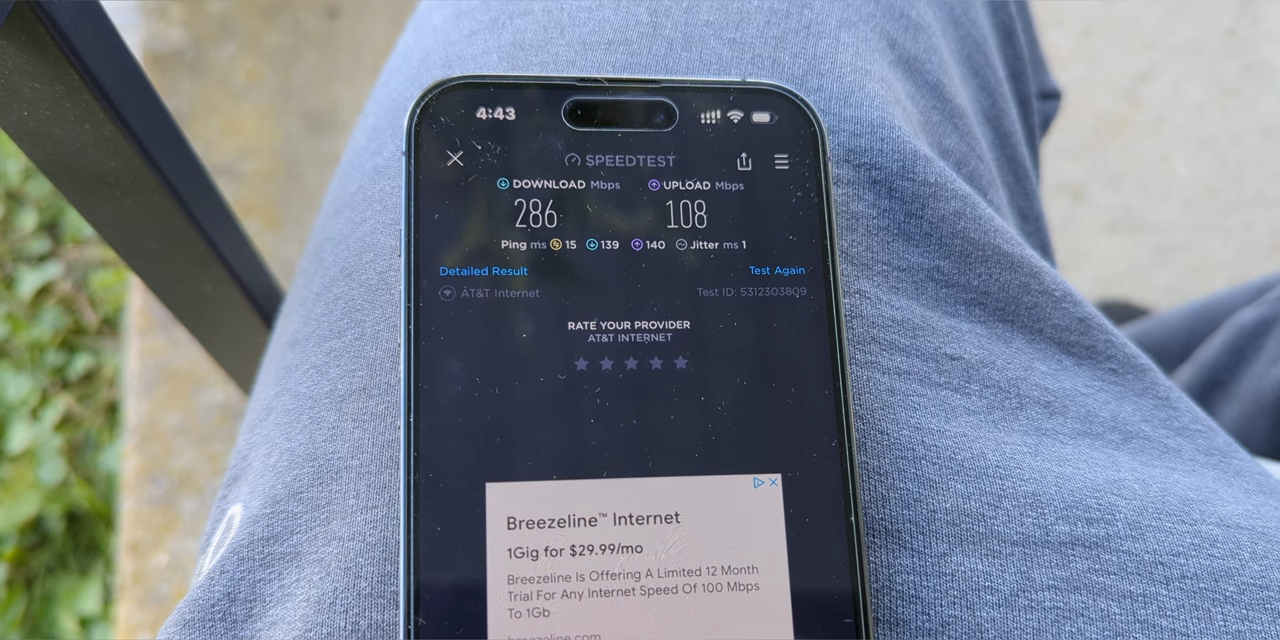 4:43
SPEEDTEST
DOWNLOAD Mbps UPLOAD Mbps
286 108
Ping ms 15 139 140 Jitter ms 1
Detailed Result Test Again
AT&T Internet Test ID: 5312303809
RATE YOUR PROVIDER
AT&T INTERNET
Breezeline™ Internet
1Gig for $29.99/mo
Breezeline Is Offering A Limited 12 Month
Trial For Any Internet Speed Of 100 Mbps
To 1Gb
breezeline.com